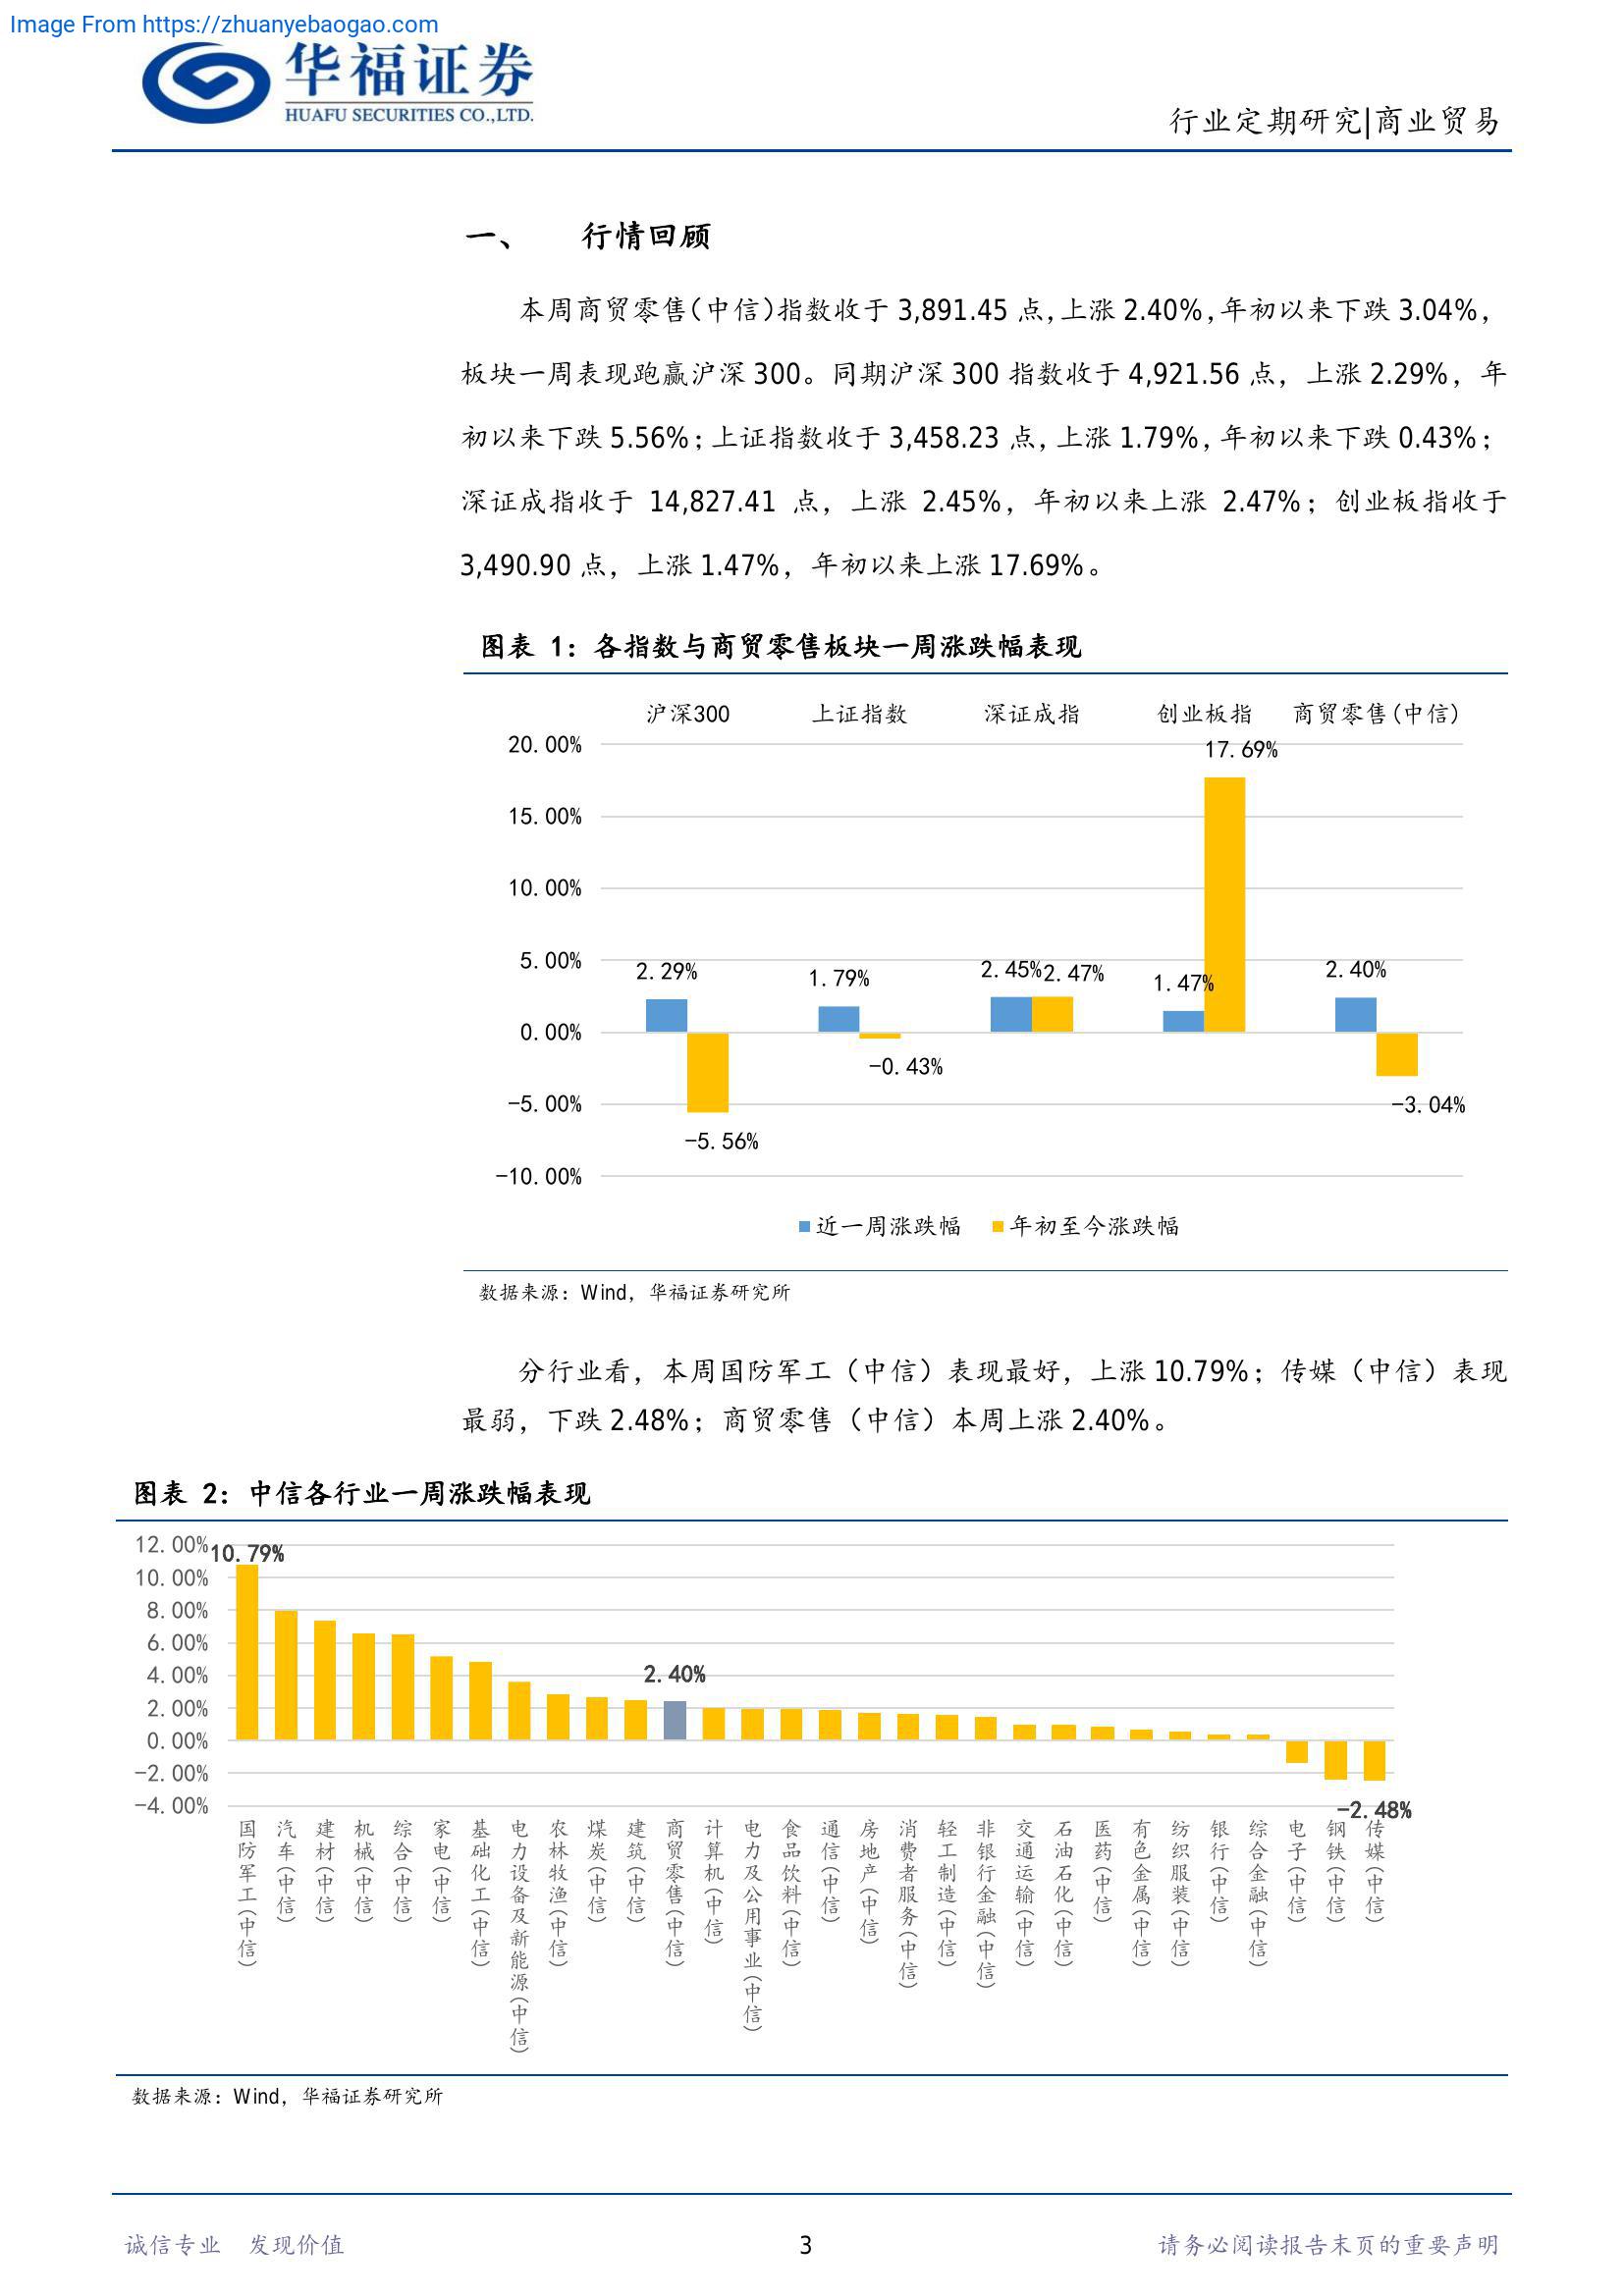 Image From https://zhuanyebaogao.com
华福证券
HUAFU SECURITIES CO.,LTD.
行业定期研究|商业贸易
一、 行情回顾
本周商贸零售(中信)指数收于 3,891.45 点,上涨 2.40%,年初以来下跌 3.04%,
板块一周表现跑赢沪深 300。同期沪深 300 指数收于 4,921.56 点，上涨 2.29%，年
初以来下跌 5.56%；上证指数收于 3,458.23 点,上涨 1.79%,年初以来下跌 0.43%；
深证成指收于 14,827.41 点，上涨 2.45%，年初以来上涨 2.47%；创业板指收于
3,490.90 点，上涨 1.47%，年初以来上涨 17.69%。
图表 1：各指数与商贸零售板块一周涨跌幅表现
沪深300 上证指数 深证成指 创业板指 商贸零售(中信)
20.00%
17.69%
15.00%
10.00%
5.00%
2.29% 1.79% 2.45% 2.47% 1.47% 2.40%
0.00%
-0.43%
-5.00%
-3.04%
-5.56%
-10.00%
近一周涨跌幅 年初至今涨跌幅
数据来源：Wind，华福证券研究所
分行业看，本周国防军工（中信）表现最好，上涨 10.79%；传媒（中信）表现
最弱，下跌 2.48%；商贸零售（中信）本周上涨 2.40%。
图表 2：中信各行业一周涨跌幅表现
12.00%
10.79%
10.00%
8.00%
6.00%
4.00%
2.40%
2.00%
0.00%
-2.00%
-4.00%
-2.48%
国防军工(中信)
汽车(中信)
建材(中信)
机械(中信)
综合(中信)
家电(中信)
基础化工(中信)
电力设备及新能源(中信)
农林牧渔(中信)
煤炭(中信)
建筑(中信)
商贸零售(中信)
计算机(中信)
电力及公用事业(中信)
食品饮料(中信)
通信(中信)
房地产(中信)
消费者服务(中信)
轻工制造(中信)
非银行金融(中信)
交通运输(中信)
石油石化(中信)
医药(中信)
有色金属(中信)
纺织服装(中信)
银行(中信)
综合金融(中信)
电子(中信)
钢铁(中信)
传媒(中信)
数据来源：Wind，华福证券研究所
诚信专业 发现价值
3
请务必阅读报告末页的重要声明